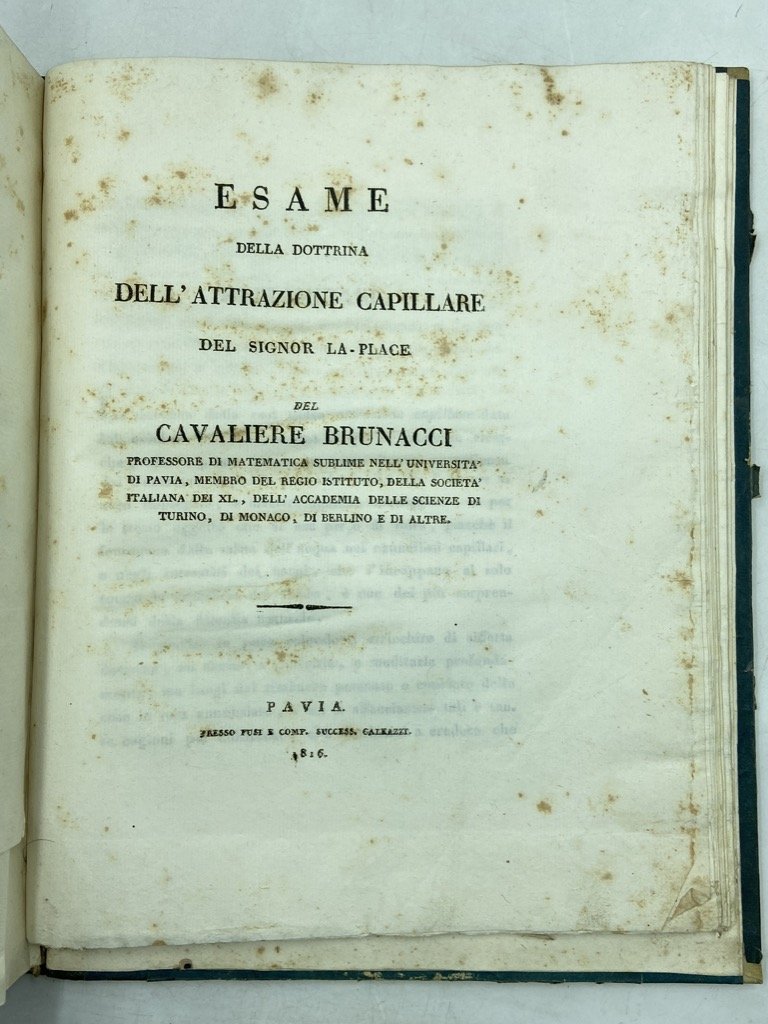 ESAME
DELLA DOTTRINA
DELL' ATTRAZIONE CAPILLARE
DEL SIGNOR LA-PLACE
DEL
CAVALIERE BRUNACCI
PROFESSORE DI MATEMATICA SUBLIME NELL' UNIVERSITA'
DI PAVIA, MEMBRO DEL REGIO ISTITUTO, DELLA SOCIETA'
ITALIANA DEI XL., DELL' ACCADEMIA DELLE SCIENZE DI
TURINO, DI MONACO, DI BERLINO E DI ALTRE.
PAVIA.
PRESSO FUSI E COMP. SUCCESS. GALEAZZI.
1816.